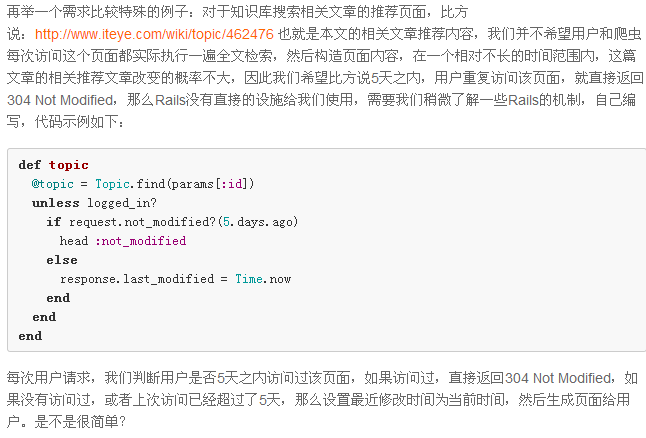 再举一个需求比较特殊的例子：对于知识库搜索相关文章的推荐页面，比方
说：http://www.iteye.com/wiki/topic/462476 也就是本文的相关文章推荐内容，我们并不希望用户和爬虫
每次访问这个页面都实际执行一遍全文检索，然后构造页面内容，在一个相对不长的时间范围内，这篇
文章的相关推荐文章改变的概率不大，因此我们希望比方说5天之内，用户重复访问该页面，就直接返回
304 Not Modified，那么Rails没有直接的设施给我们使用，需要我们稍微了解一些Rails的机制，自己编
写，代码示例如下：
def topic
  @topic = Topic.find(params[:id])
  unless logged_in?
    if request.not_modified?(5.days.ago)
      head :not_modified
    else
      response.last_modified = Time.now
    end
  end
end
每次用户请求，我们判断用户是否5天之内访问过该页面，如果访问过，直接返回304 Not Modified，如
果没有访问过，或者上次访问已经超过了5天，那么设置最近修改时间为当前时间，然后生成页面给用
户。是不是很简单？